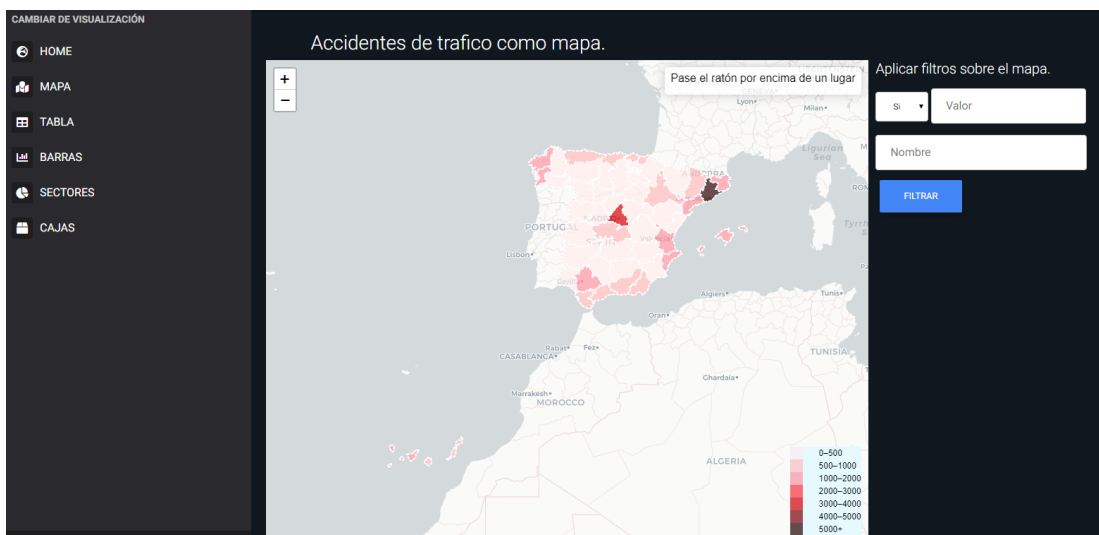 CAMBIAR DE VISUALIZACIÓN
HOME
MAPA
TABLA
BARRAS
SECTORES
CAJAS
Accidentes de trafico como mapa.
+
−
Pase el ratón por encima de un lugar
Lyon
Milan
Ligurian
Sea
ANDORRA
PORTUGAL
Lisbon
Sevilla
Algiers
Tunis
Oran
Rabat
Fez
CASABLANCA
TUNISIA
Ghardaia
Marrakesh
MOROCCO
ALGERIA
0–500
500–1000
1000–2000
2000–3000
3000–4000
4000–5000
5000+
Aplicar filtros sobre el mapa.
Si
Valor
Nombre
FILTRAR